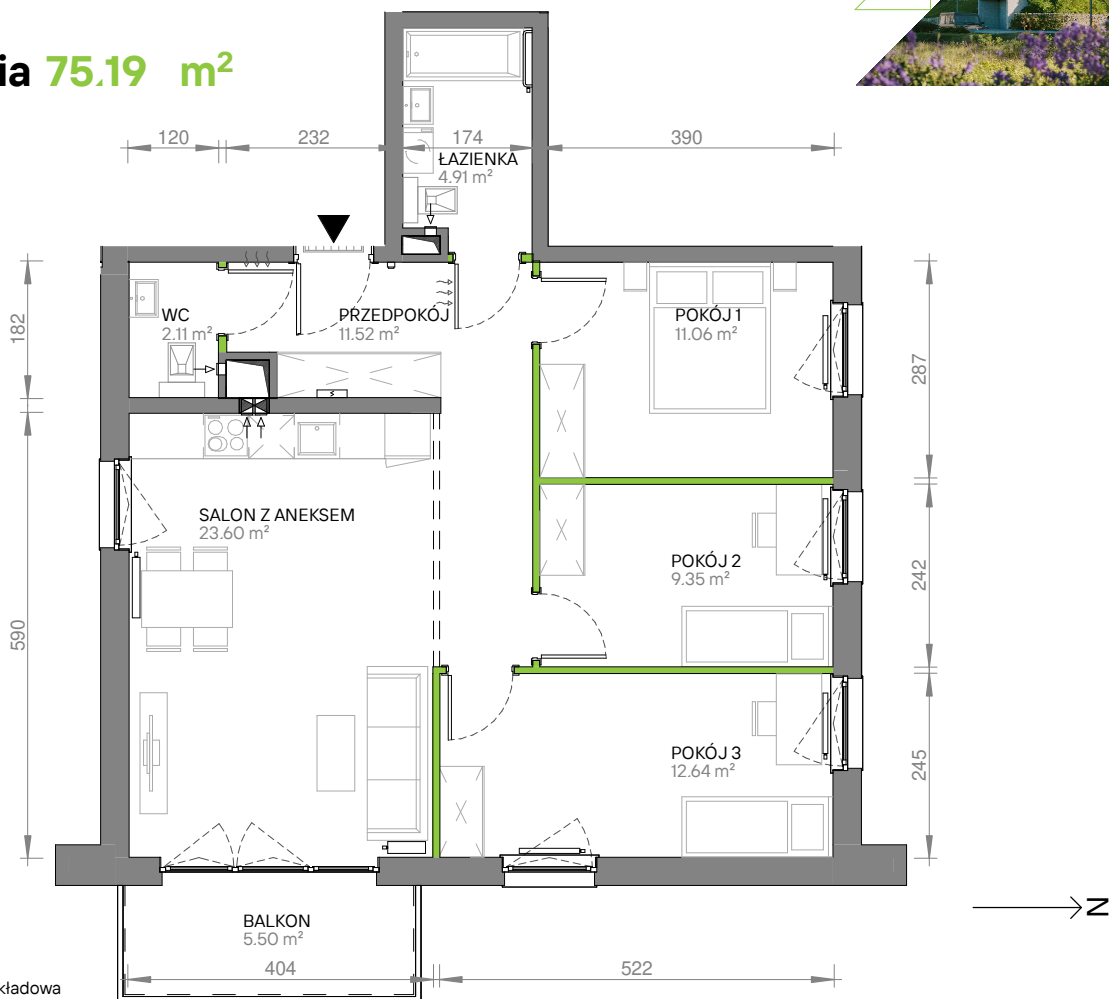 ia 75.19 m²
120
232
174
390
ŁAZIENKA
4.91 m²
WC
2.11 m²
PRZEDPOKÓJ
11.52 m²
POKÓJ 1
11.06 m²
182
287
SALON Z ANEKSEM
23.60 m²
POKÓJ 2
9.35 m²
242
590
POKÓJ 3
12.64 m²
245
BALKON
5.50 m²
N
404
522
kładowa